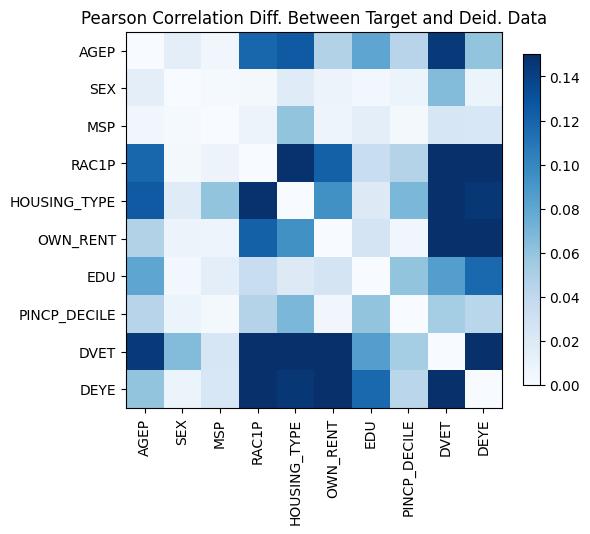 Pearson Correlation Diff. Between Target and Deid. Data
AGEP
SEX
MSP
RAC1P
HOUSING_TYPE
OWN_RENT
EDU
PINCP_DECILE
DVET
DEYE
AGEP
SEX
MSP
RAC1P
HOUSING_TYPE
OWN_RENT
EDU
PINCP_DECILE
DVET
DEYE
0.14
0.12
0.10
0.08
0.06
0.04
0.02
0.00